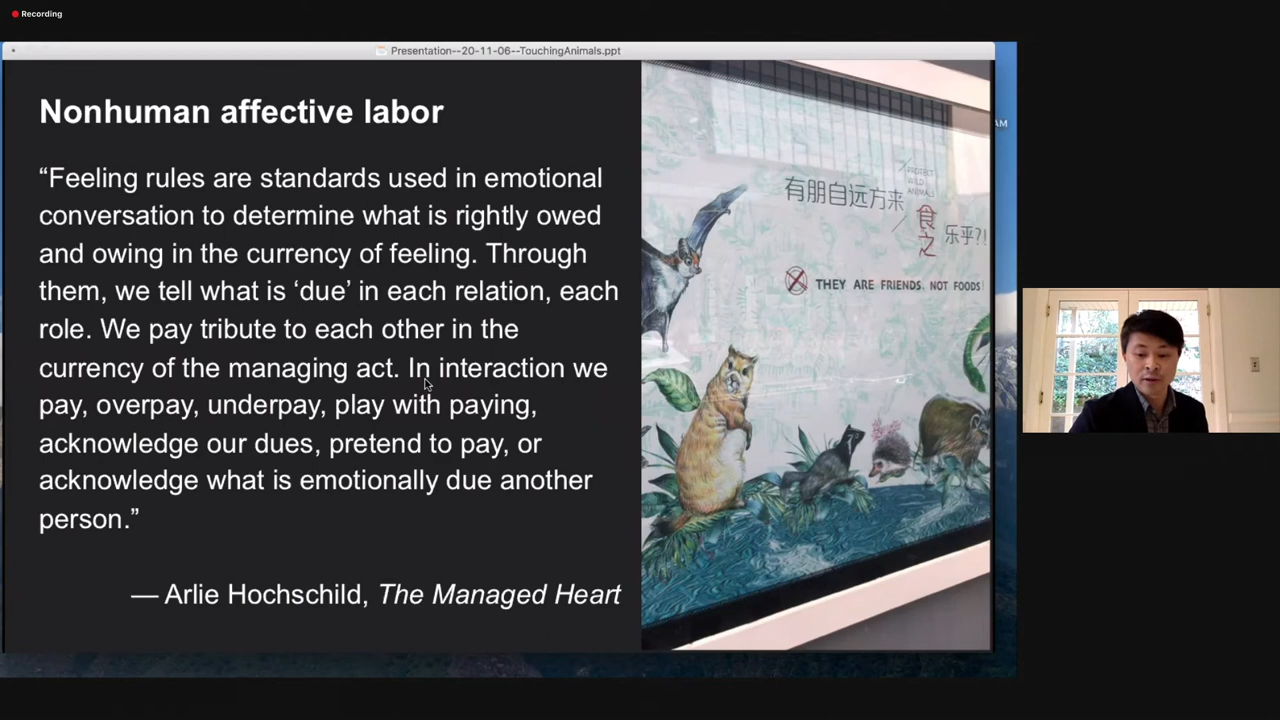 Recording
Presentation--20-11-06--TouchingAnimals.ppt
AM
Nonhuman affective labor
“Feeling rules are standards used in emotional
conversation to determine what is rightly owed
and owing in the currency of feeling. Through
them, we tell what is ‘due’ in each relation, each
role. We pay tribute to each other in the
currency of the managing act. In interaction we
pay, overpay, underpay, play with paying,
acknowledge our dues, pretend to pay, or
acknowledge what is emotionally due another
person.”
— Arlie Hochschild, The Managed Heart
PROTECT
WILD
ANIMALS
有朋自远方来
食之
乐乎?!
THEY ARE FRIENDS, NOT FOODS!